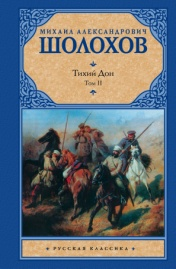 МИХАИЛ АЛЕКСАНДРОВИЧ
ШОЛОХОВ
Тихий Дон
Том II
РУССКАЯ КЛАССИКА